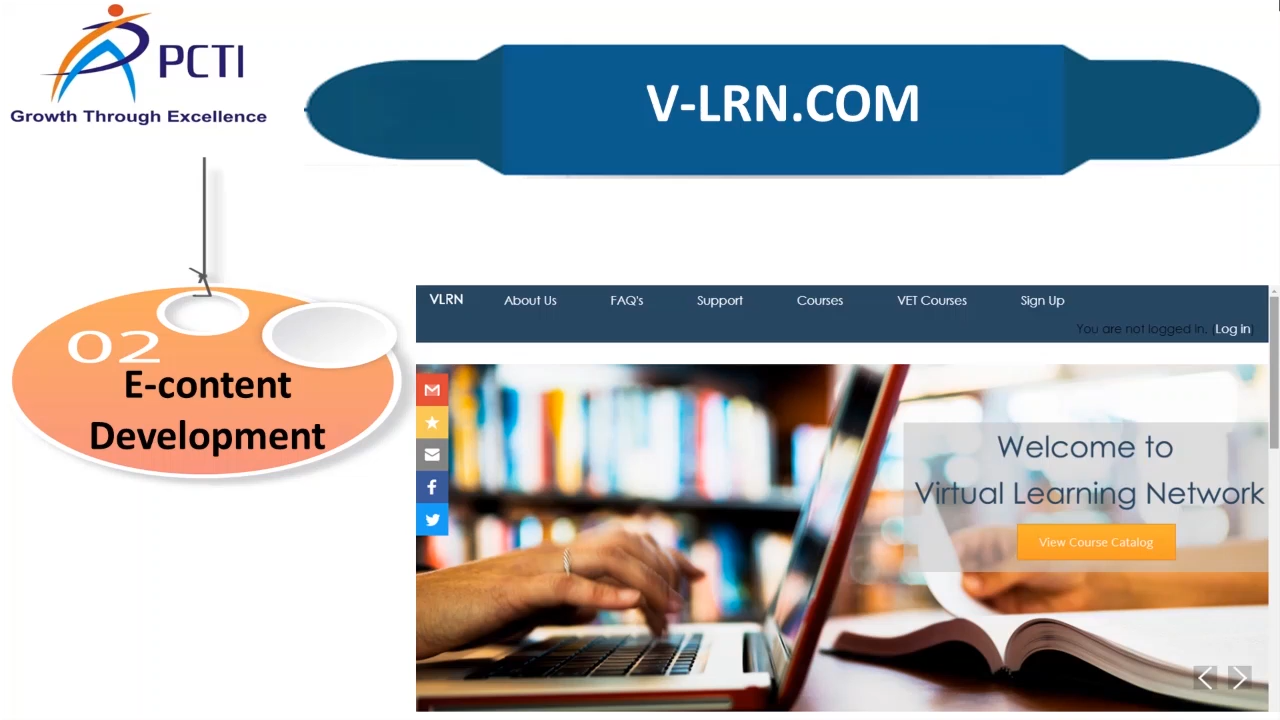 PCTI
Growth Through Excellence
V-LRN.COM
02
E-content
Development
VLRN About Us FAQ's Support Courses VET Courses Sign Up
You are not logged in. (Log in)
Welcome to
Virtual Learning Network
View Course Catalog